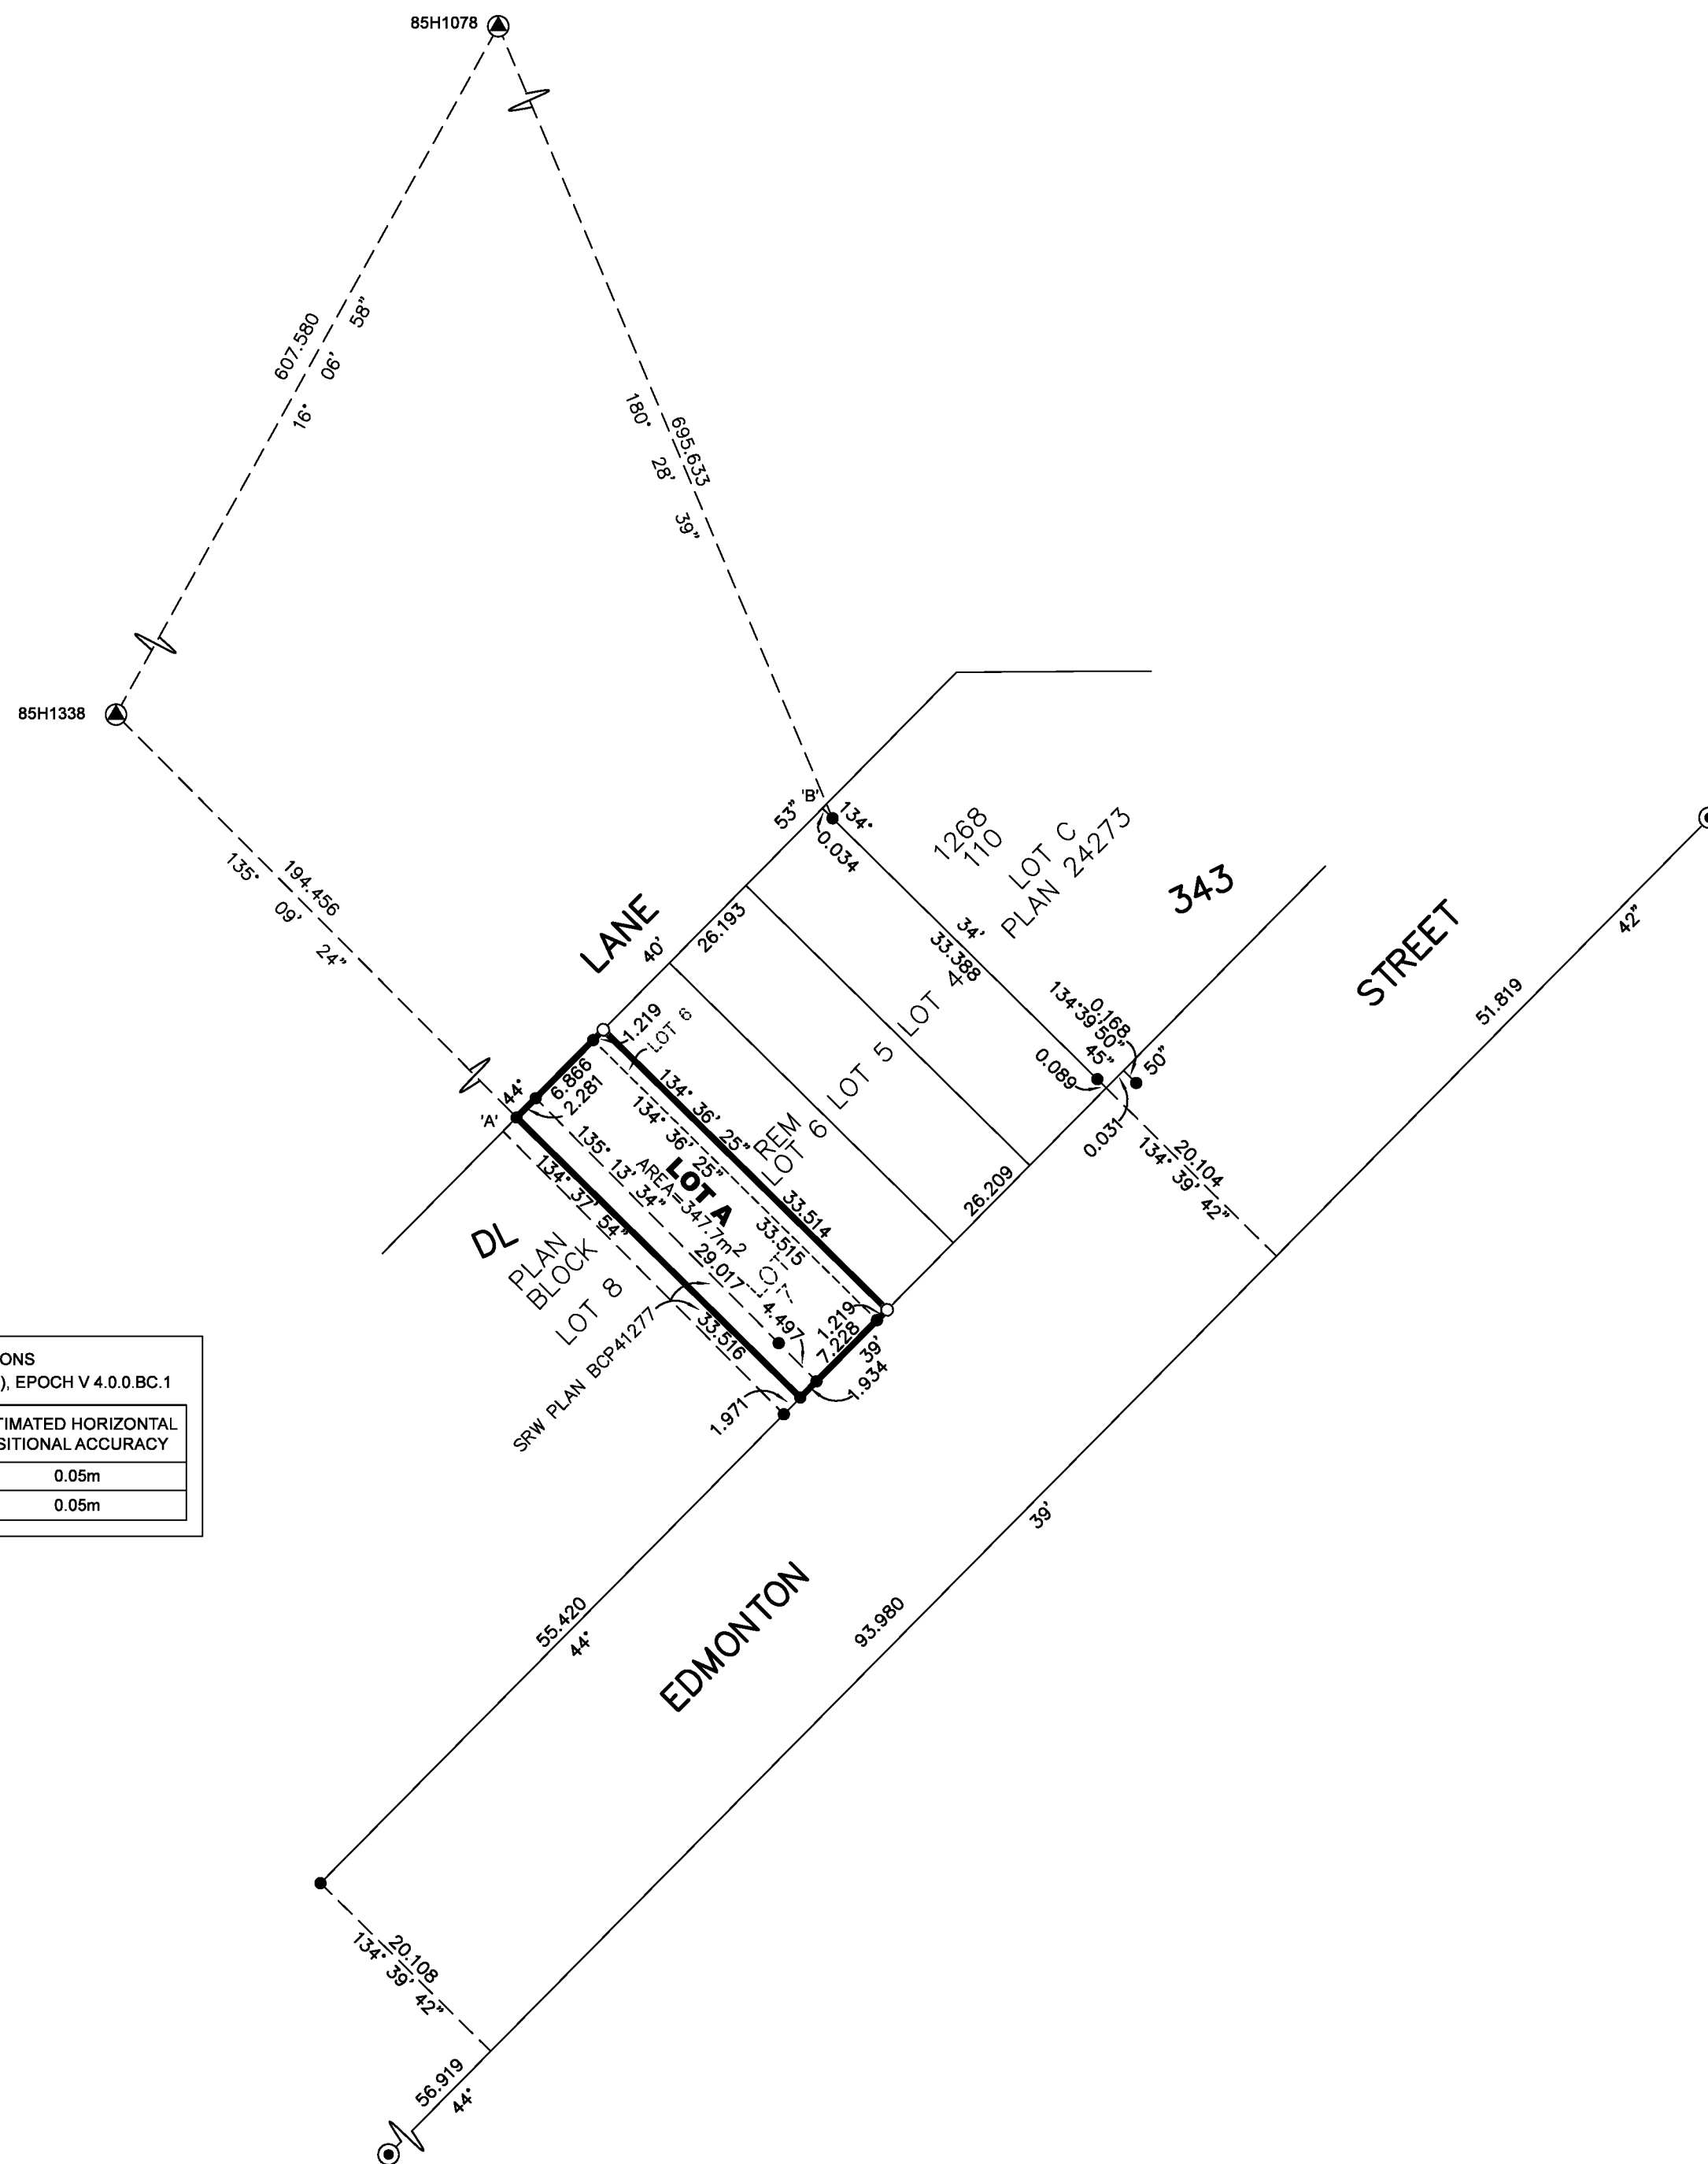 85H1078
607.580
16° 06' 58"
695.633
180° 28' 39"
85H1338
194.456
135° 09' 24"
'B'
53"
134°
0.034
1268
110
LOT C
PLAN 24273
343
LANE
40'
26.193
34'
33.388
LOT 4
LOT 5
REM
LOT 6
STREET
42"
51.819
0.168
134°39'50"
45"
50"
0.089
0.031
20.104
134° 39' 42"
1.219
LOT 6
44°
6.866
2.281
'A'
134° 36' 25"
33.514
134° 36' 25"
33.515
LOT A
AREA=347.7m2
135° 13' 34"
29.017
LOT 7
4.497
134° 37' 54"
33.516
DL
PLAN
BLOCK
LOT 8
SRW PLAN BCP41277
1.219
7.228
39'
1.934
1.971
26.209
ONS
), EPOCH V 4.0.0.BC.1
TIMATED HORIZONTAL
SITIONAL ACCURACY
0.05m
0.05m
39'
93.980
EDMONTON
55.420
44°
20.108
134° 39' 42"
56.919
44°